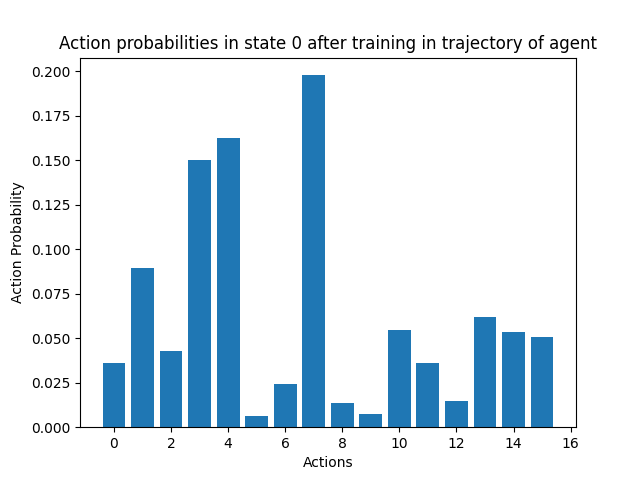 Action probabilities in state 0 after training in trajectory of agent
0.200
0.175
0.150
0.125
0.100
0.075
0.050
0.025
0.000
Action Probability
0 2 4 6 8 10 12 14 16
Actions